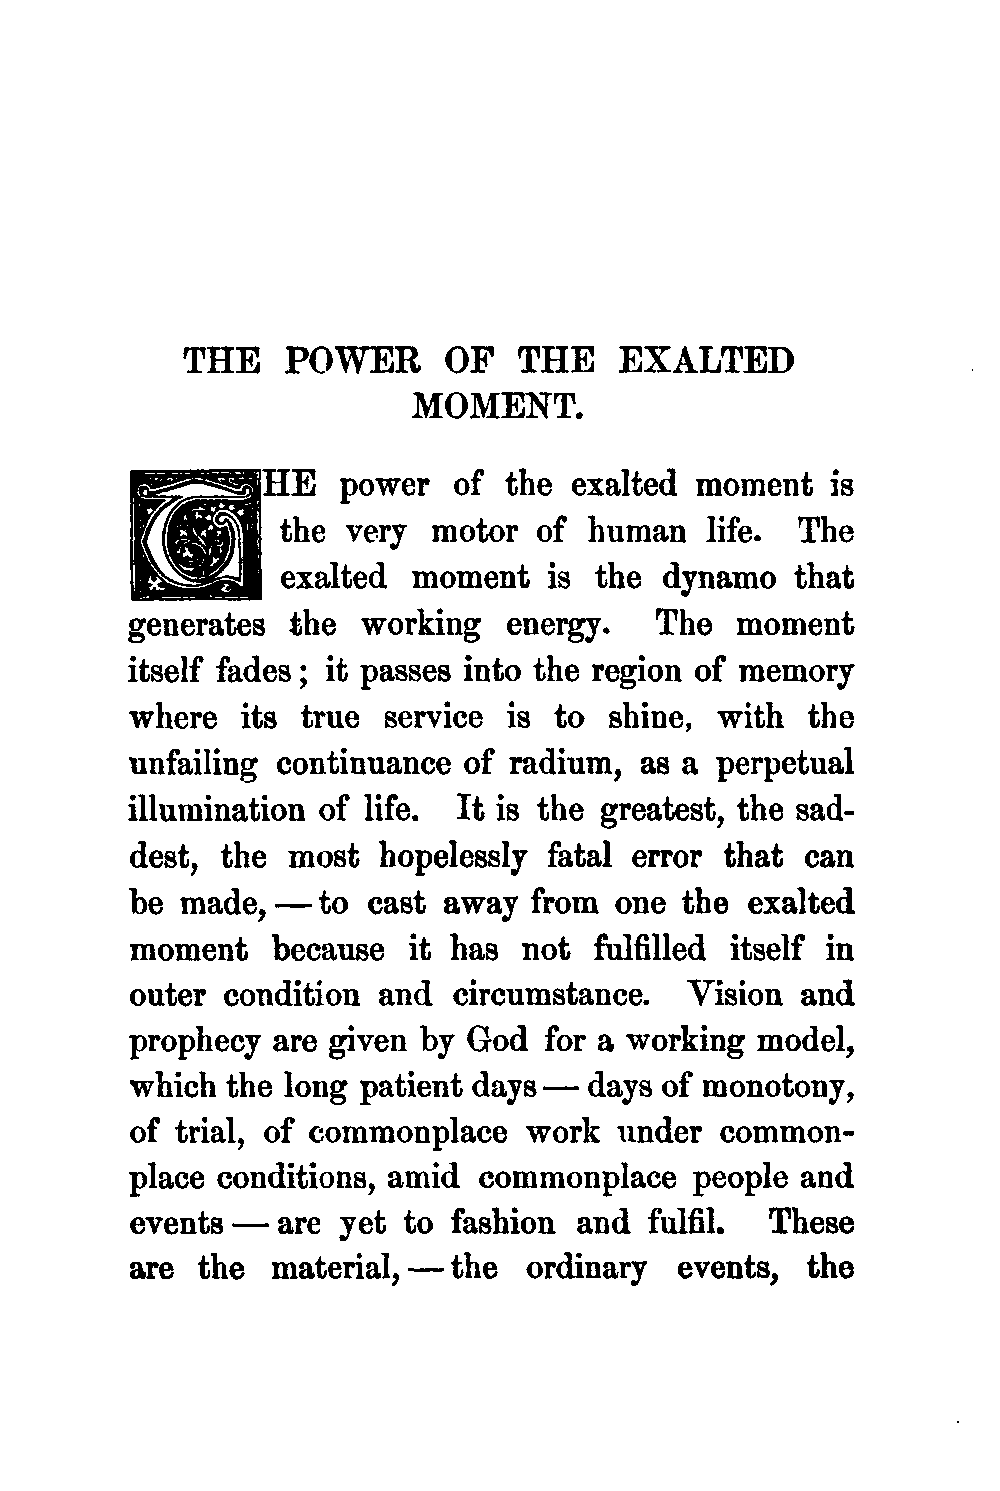 THE POWER OF THE EXALTED
MOMENT.
THE power of the exalted moment is
the very motor of human life. The
exalted moment is the dynamo that
generates the working energy. The moment
itself fades; it passes into the region of memory
where its true service is to shine, with the
unfailing continuance of radium, as a perpetual
illumination of life. It is the greatest, the sad-
dest, the most hopelessly fatal error that can
be made, — to cast away from one the exalted
moment because it has not fulfilled itself in
outer condition and circumstance. Vision and
prophecy are given by God for a working model,
which the long patient days — days of monotony,
of trial, of commonplace work under common-
place conditions, amid commonplace people and
events — are yet to fashion and fulfil. These
are the material, — the ordinary events, the